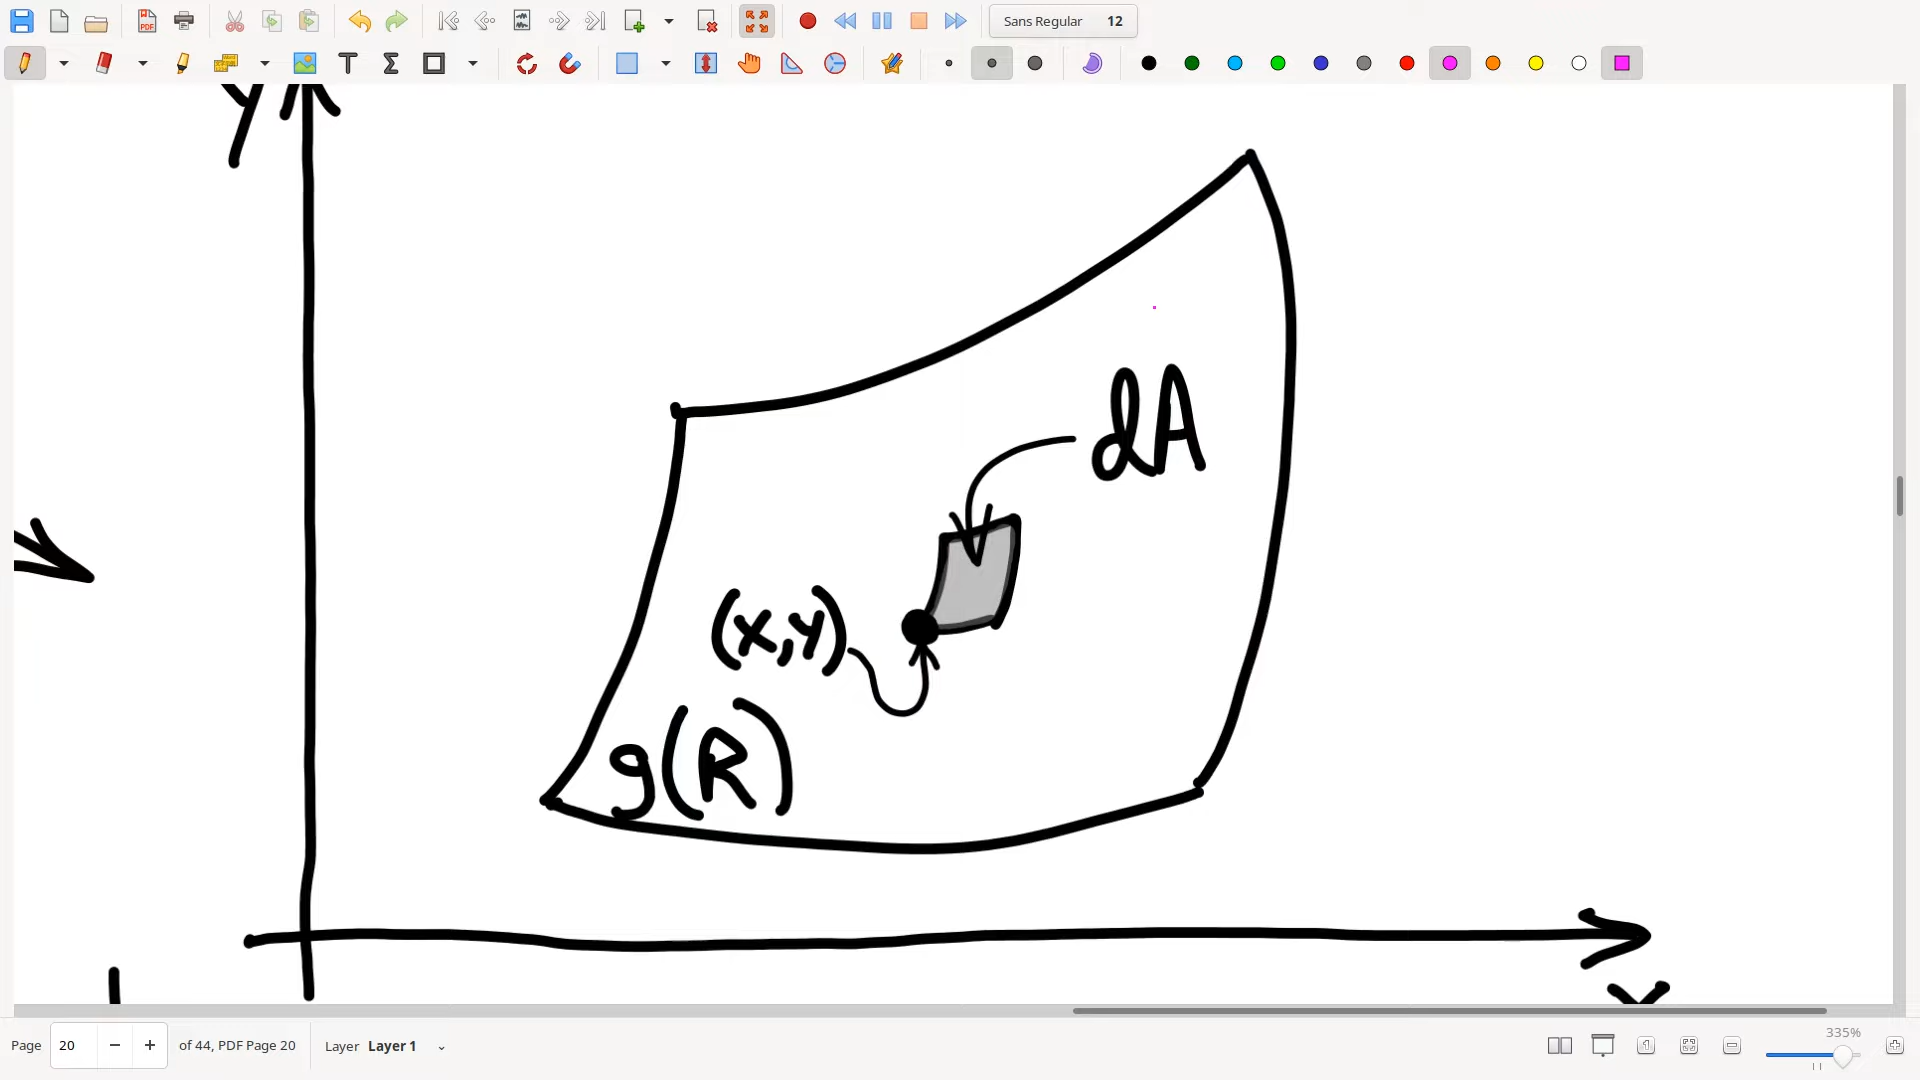 Sans Regular 12
y
dA
(x,y)
g(R)
x
Page 20 of 44, PDF Page 20 Layer Layer 1 335%